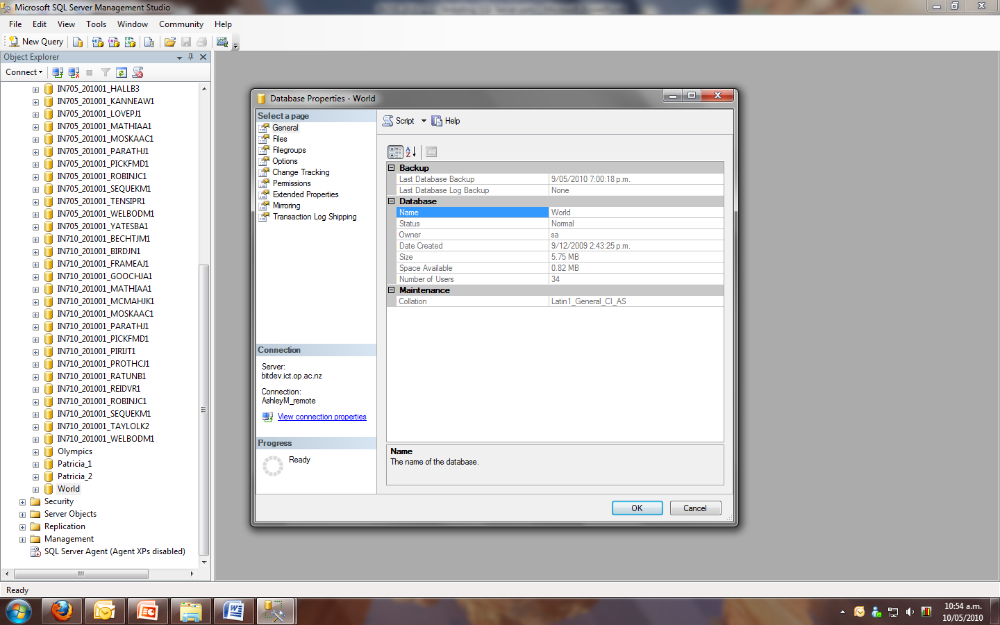 Microsoft SQL Server Management Studio
File Edit View Tools Window Community Help
New Query
Object Explorer
Connect
IN705_201001_HALLB3
IN705_201001_KANNEAW1
IN705_201001_LOVEPJ1
IN705_201001_MATHIAA1
IN705_201001_MOSKAAC1
IN705_201001_PARATHJ1
IN705_201001_PICKFMD1
IN705_201001_ROBINJC1
IN705_201001_SEQUEKM1
IN705_201001_TENSIPR1
IN705_201001_WELBODM1
IN705_201001_YATESBA1
IN710_201001_BECHTJM1
IN710_201001_BIRDJN1
IN710_201001_FRAMEAJ1
IN710_201001_GOOCHJA1
IN710_201001_MATHIAA1
IN710_201001_MCMAHJK1
IN710_201001_MOSKAAC1
IN710_201001_PARATHJ1
IN710_201001_PICKFMD1
IN710_201001_PIRIJT1
IN710_201001_PROTHCJ1
IN710_201001_RATUNB1
IN710_201001_REIDVR1
IN710_201001_ROBINJC1
IN710_201001_SEQUEKM1
IN710_201001_TAYLOLK2
IN710_201001_WELBODM1
Olympics
Patricia_1
Patricia_2
World
Security
Server Objects
Replication
Management
SQL Server Agent (Agent XPs disabled)
Database Properties - World
Select a page
General
Files
Filegroups
Options
Change Tracking
Permissions
Extended Properties
Mirroring
Transaction Log Shipping
Connection
Server:
bitdev.ict.op.ac.nz
Connection:
AshleyM_remote
View connection properties
Progress
Ready
Script Help
Backup
Last Database Backup 9/05/2010 7:00:18 p.m.
Last Database Log Backup None
Database
Name World
Status Normal
Owner sa
Date Created 9/12/2009 2:43:25 p.m.
Size 5.75 MB
Space Available 0.82 MB
Number of Users 34
Maintenance
Collation Latin1_General_CI_AS
Name
The name of the database.
OK Cancel
Ready
10:54 a.m.
10/05/2010